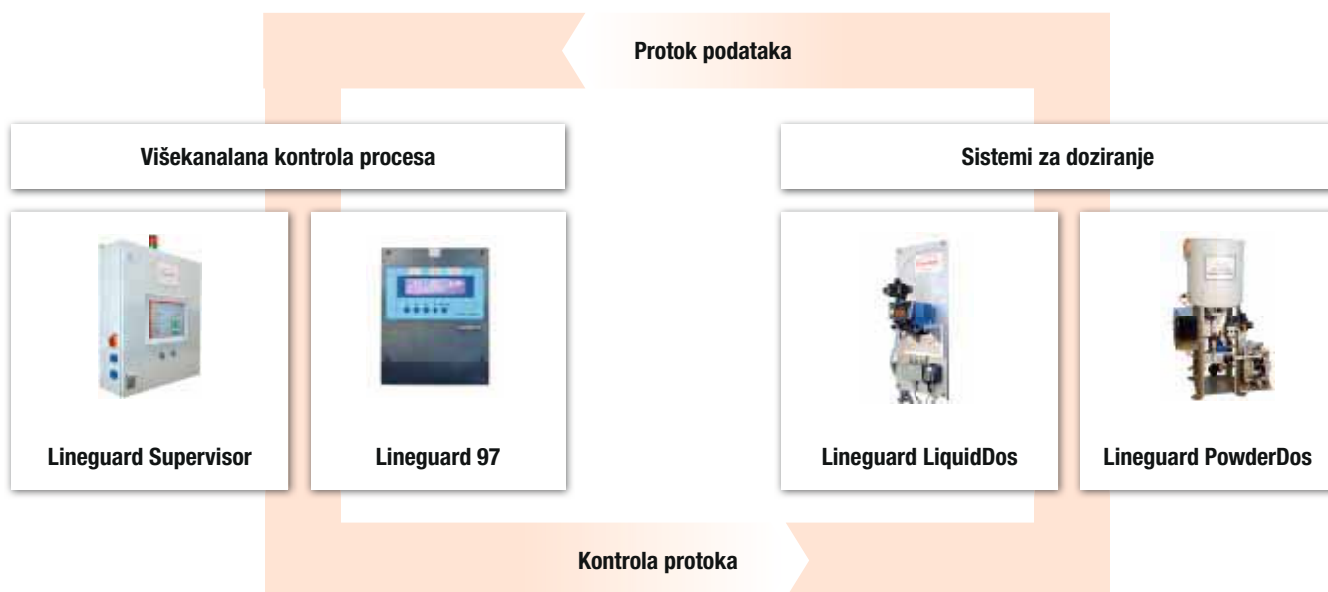 Protok podataka
Višekanalana kontrola procesa
Sistemi za doziranje
Lineguard Supervisor
Lineguard 97
Lineguard LiquidDos
Lineguard PowderDos
Kontrola protoka